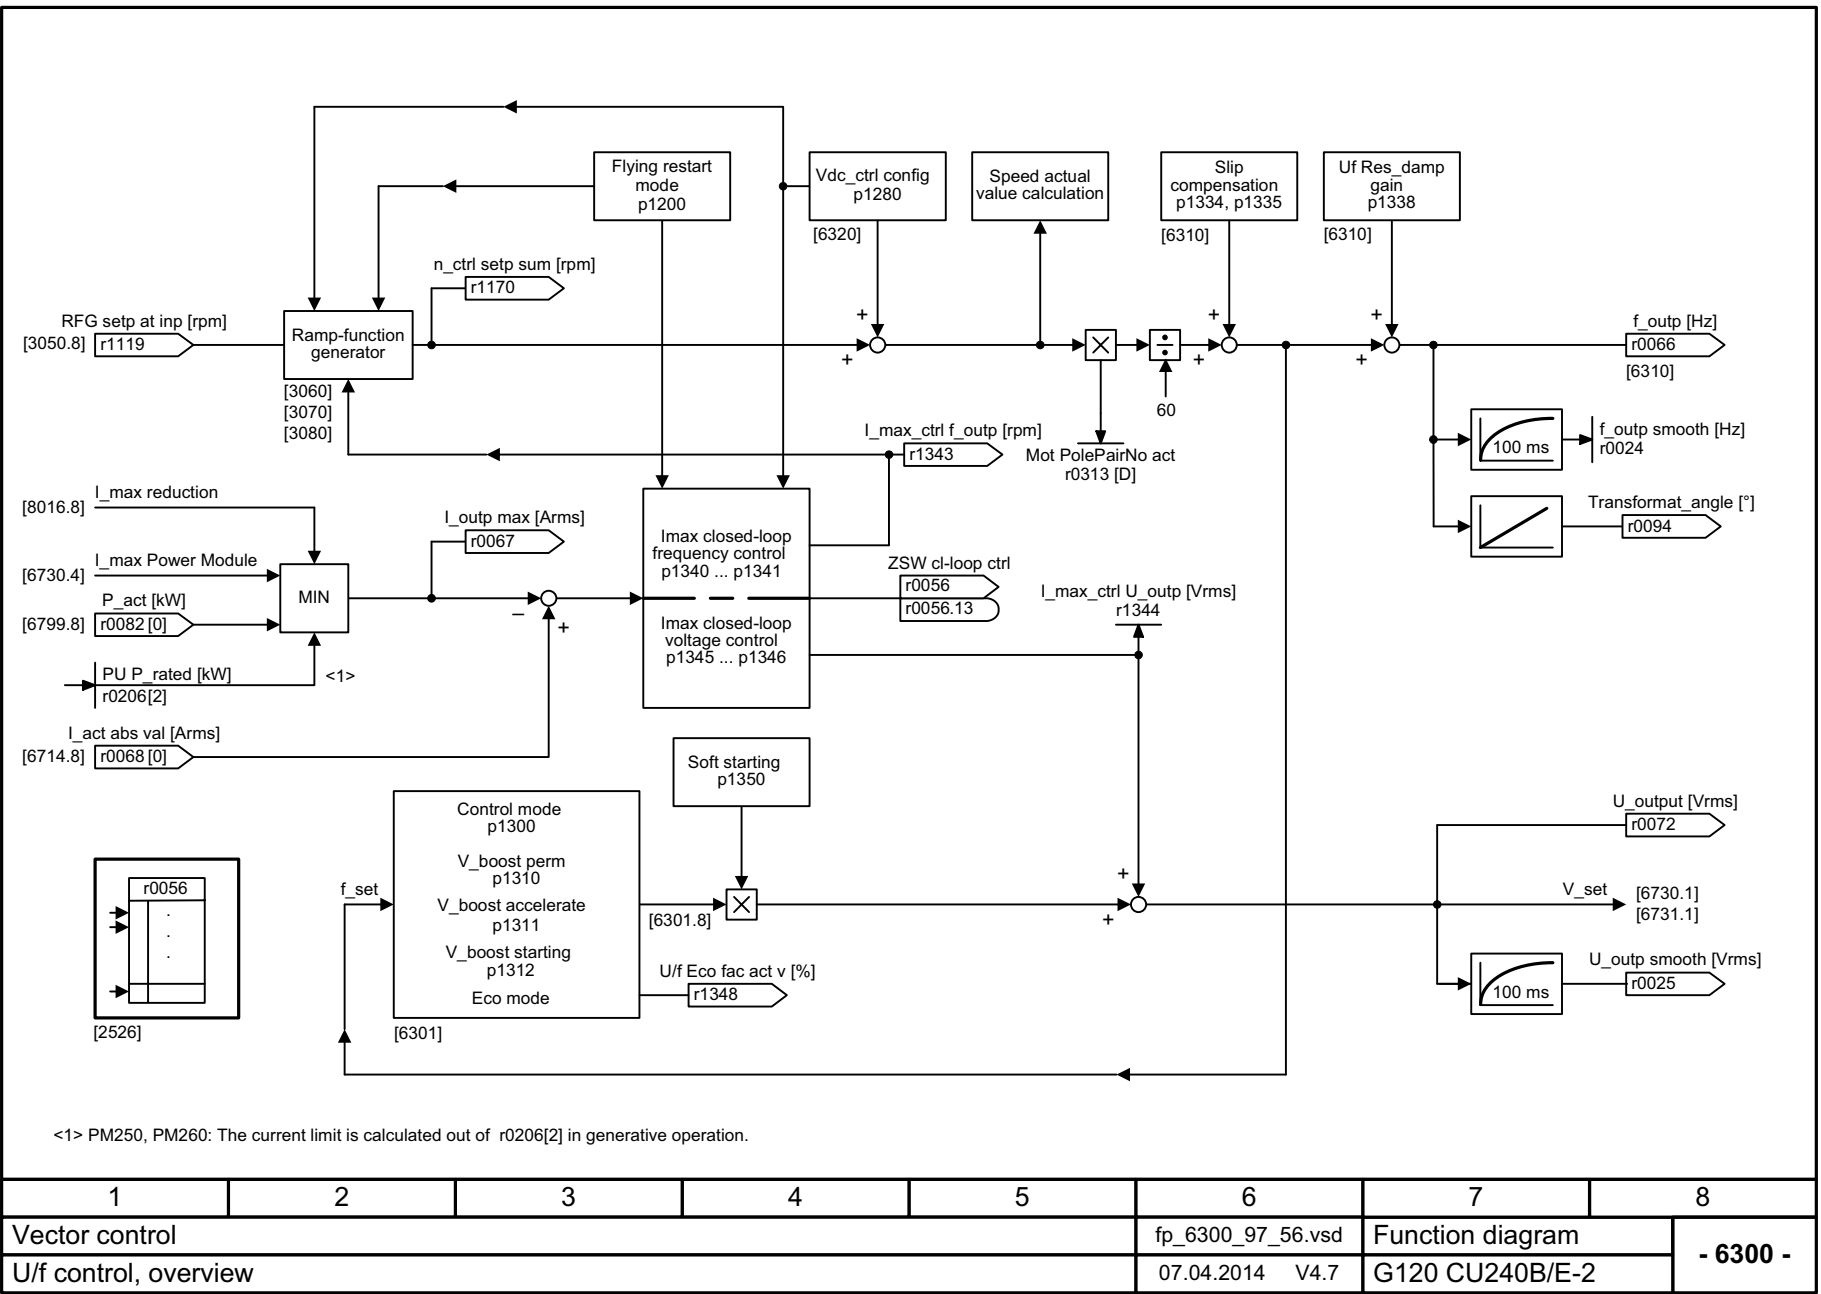 Flying restart
mode
p1200
Vdc_ctrl config
p1280
[6320]
Speed actual
value calculation
Slip
compensation
p1334, p1335
[6310]
Uf Res_damp
gain
p1338
[6310]
n_ctrl setp sum [rpm]
r1170
RFG setp at inp [rpm]
[3050.8]
r1119
Ramp-function
generator
[3060]
[3070]
[3080]
+
+
+
+
+
+
60
f_outp [Hz]
r0066
[6310]
I_max_ctrl f_outp [rpm]
r1343
Mot PolePairNo act
r0313 [D]
100 ms
f_outp smooth [Hz]
r0024
Transformat_angle [°]
r0094
I_max reduction
[8016.8]
I_max Power Module
[6730.4]
P_act [kW]
[6799.8]
r0082 [0]
PU P_rated [kW]
r0206[2]
<1>
MIN
I_outp max [Arms]
r0067
–
+
I_act abs val [Arms]
[6714.8]
r0068 [0]
Imax closed-loop
frequency control
p1340 ... p1341
Imax closed-loop
voltage control
p1345 ... p1346
ZSW cl-loop ctrl
r0056
r0056.13
I_max_ctrl U_outp [Vrms]
r1344
Soft starting
p1350
Control mode
p1300
V_boost perm
p1310
V_boost accelerate
p1311
V_boost starting
p1312
Eco mode
[6301]
f_set
[6301.8]
U/f Eco fac act v [%]
r1348
+
+
U_output [Vrms]
r0072
V_set
[6730.1]
[6731.1]
100 ms
U_outp smooth [Vrms]
r0025
r0056
.
.
.
[2526]
<1> PM250, PM260: The current limit is calculated out of r0206[2] in generative operation.
1 2 3 4 5 6 7 8
Vector control
fp_6300_97_56.vsd
Function diagram
- 6300 -
U/f control, overview
07.04.2014 V4.7
G120 CU240B/E-2